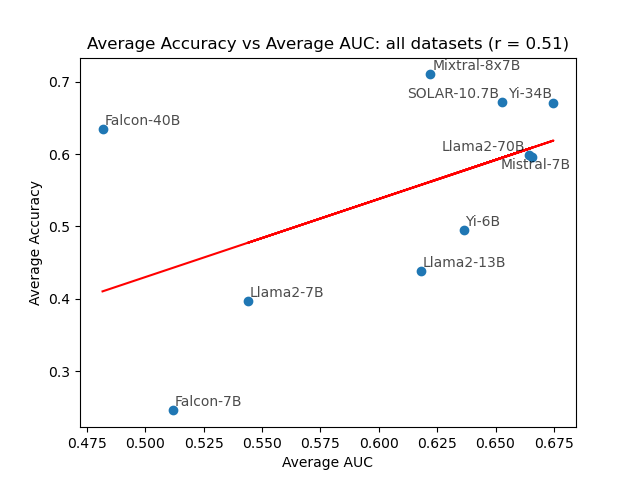 Average Accuracy vs Average AUC: all datasets (r = 0.51)
Mixtral-8x7B
SOLAR-10.7B
Yi-34B
Falcon-40B
Llama2-70B
Mistral-7B
Yi-6B
Llama2-13B
Llama2-7B
Falcon-7B
Average Accuracy
0.7
0.6
0.5
0.4
0.3
0.475 0.500 0.525 0.550 0.575 0.600 0.625 0.650 0.675
Average AUC